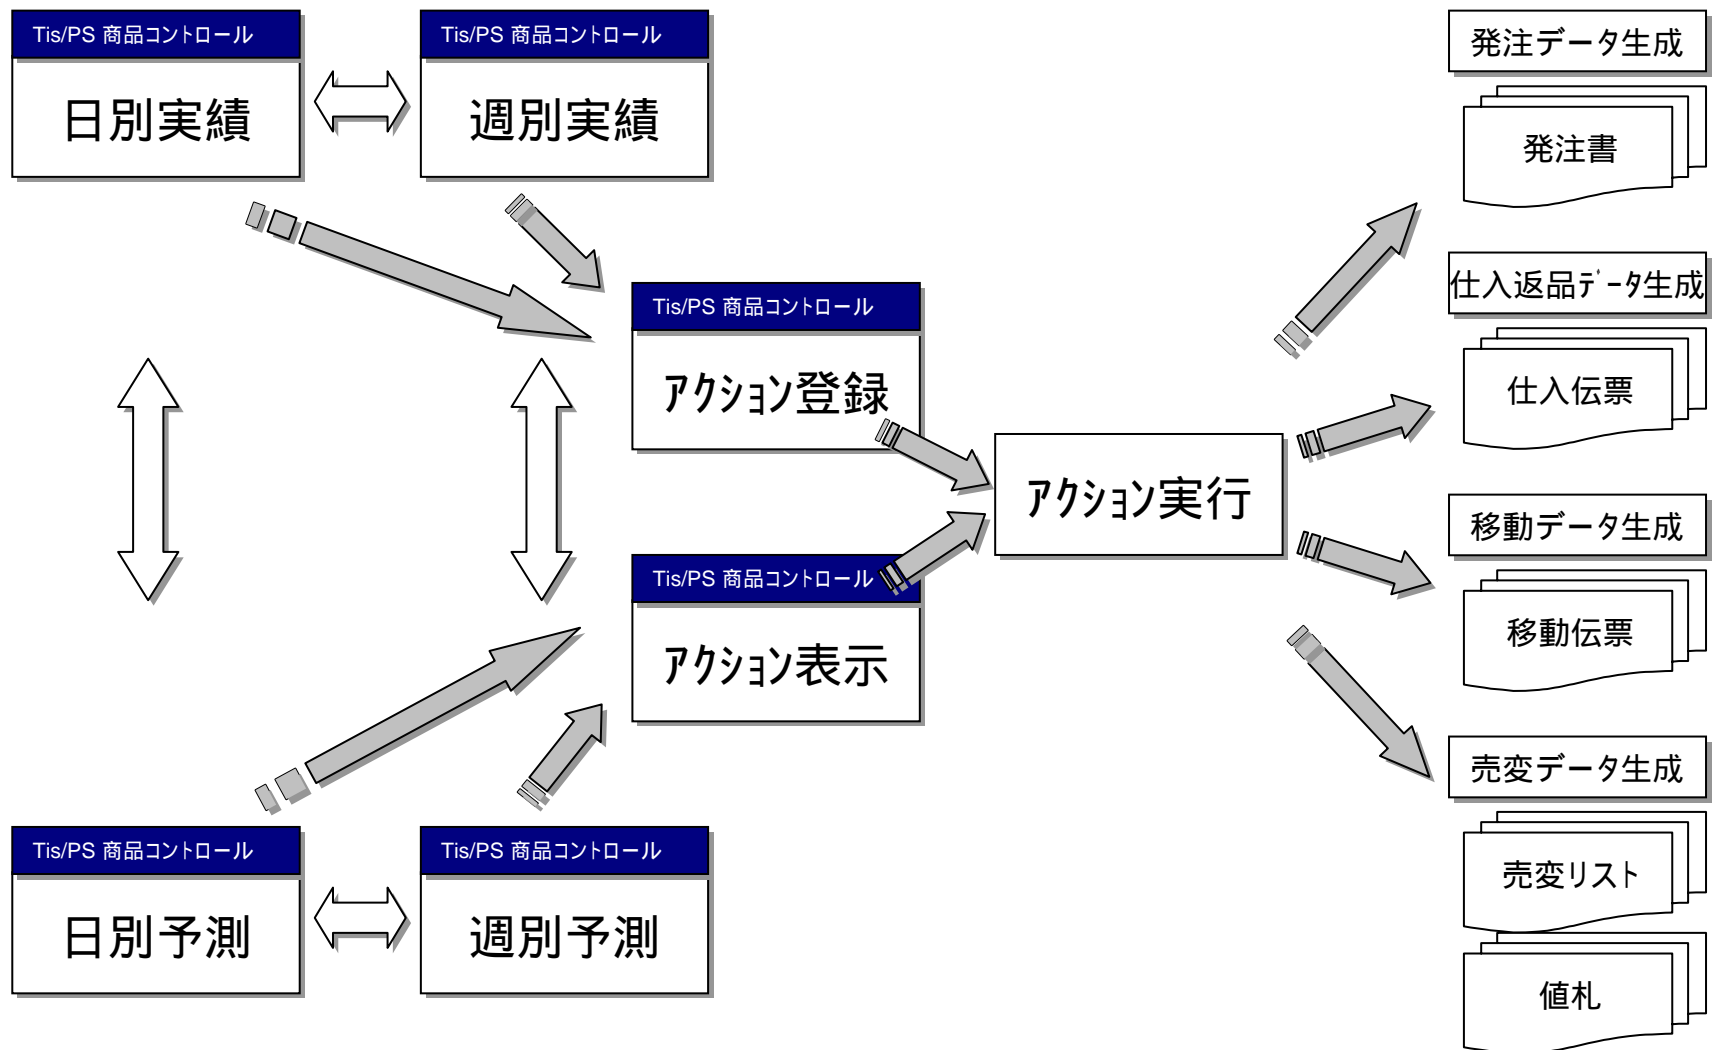 Tis/PS 商品コントロール
日別実績
Tis/PS 商品コントロール
週別実績
Tis/PS 商品コントロール
アクション登録
Tis/PS 商品コントロール
アクション表示
Tis/PS 商品コントロール
日別予測
Tis/PS 商品コントロール
週別予測
アクション実行
発注データ生成
発注書
仕入返品データ生成
仕入伝票
移動データ生成
移動伝票
売変データ生成
売変リスト
値札